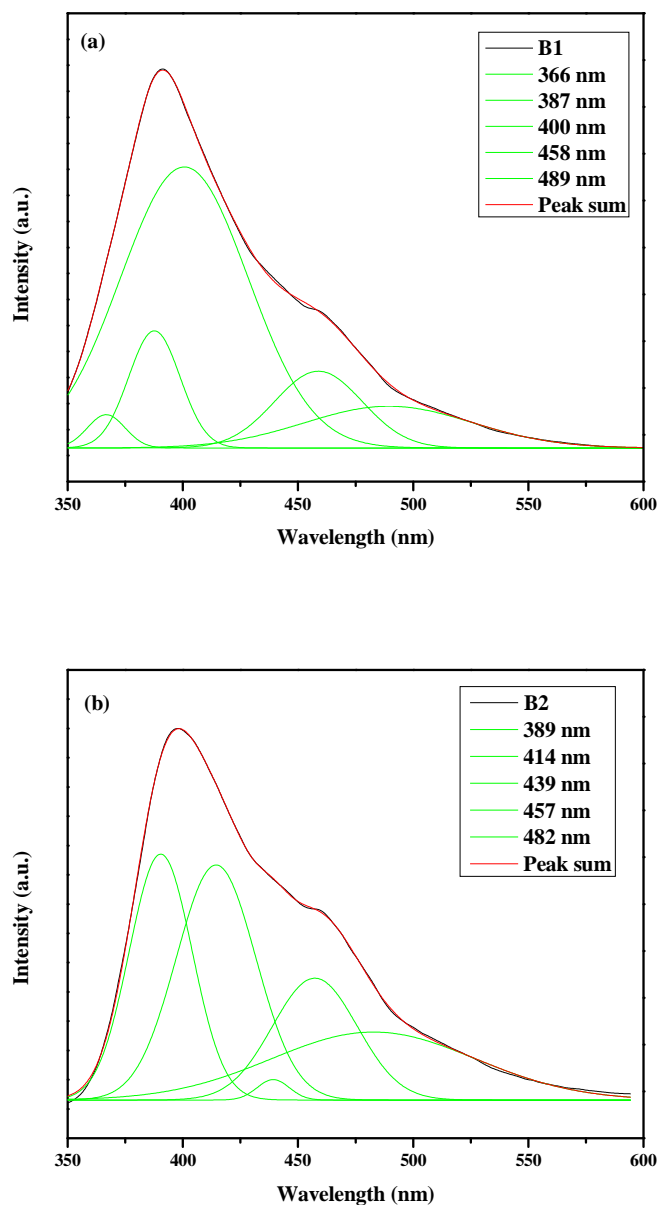 (a)
B1
366 nm
387 nm
400 nm
458 nm
489 nm
Peak sum
Intensity (a.u.)
350 400 450 500 550 600
Wavelength (nm)
(b)
B2
389 nm
414 nm
439 nm
457 nm
482 nm
Peak sum
Intensity (a.u.)
350 400 450 500 550 600
Wavelength (nm)